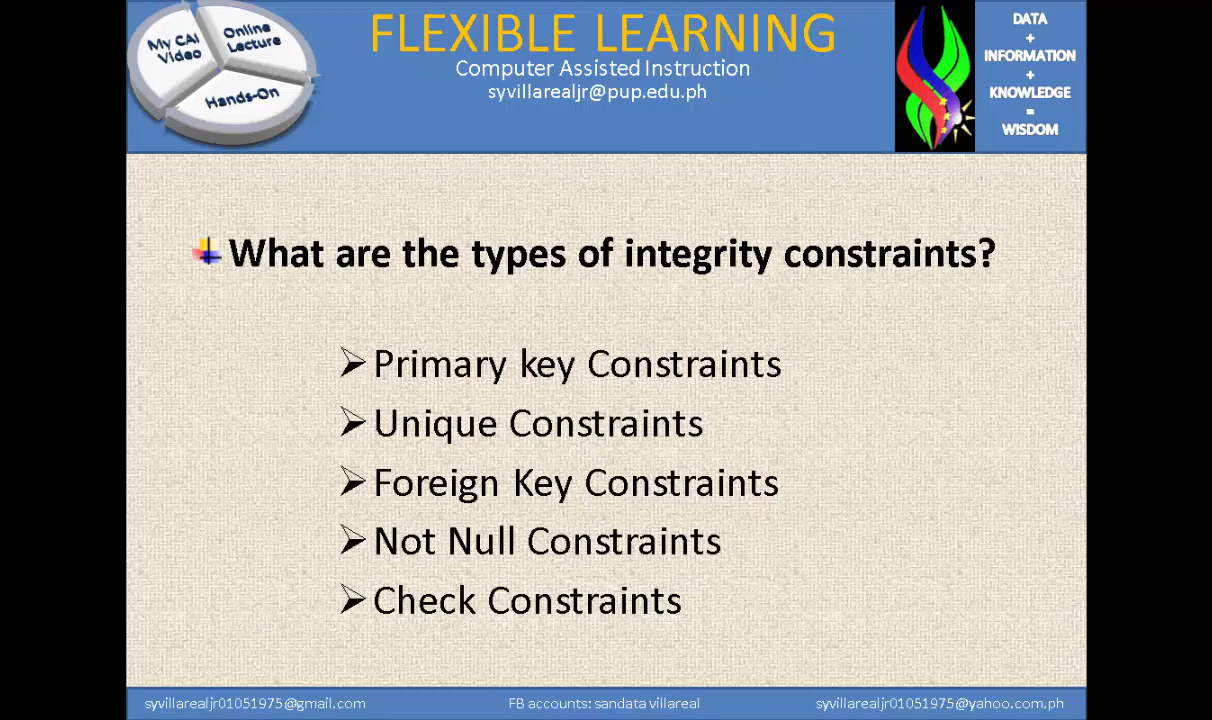 My CAI
Video
Online
Lecture
Hands-On
FLEXIBLE LEARNING
Computer Assisted Instruction
syvillarealjr@pup.edu.ph
DATA
+
INFORMATION
+
KNOWLEDGE
=
WISDOM
What are the types of integrity constraints?
Primary key Constraints
Unique Constraints
Foreign Key Constraints
Not Null Constraints
Check Constraints
syvillarealjr01051975@gmail.com
FB accounts: sandata villareal
syvillarealjr01051975@yahoo.com.ph